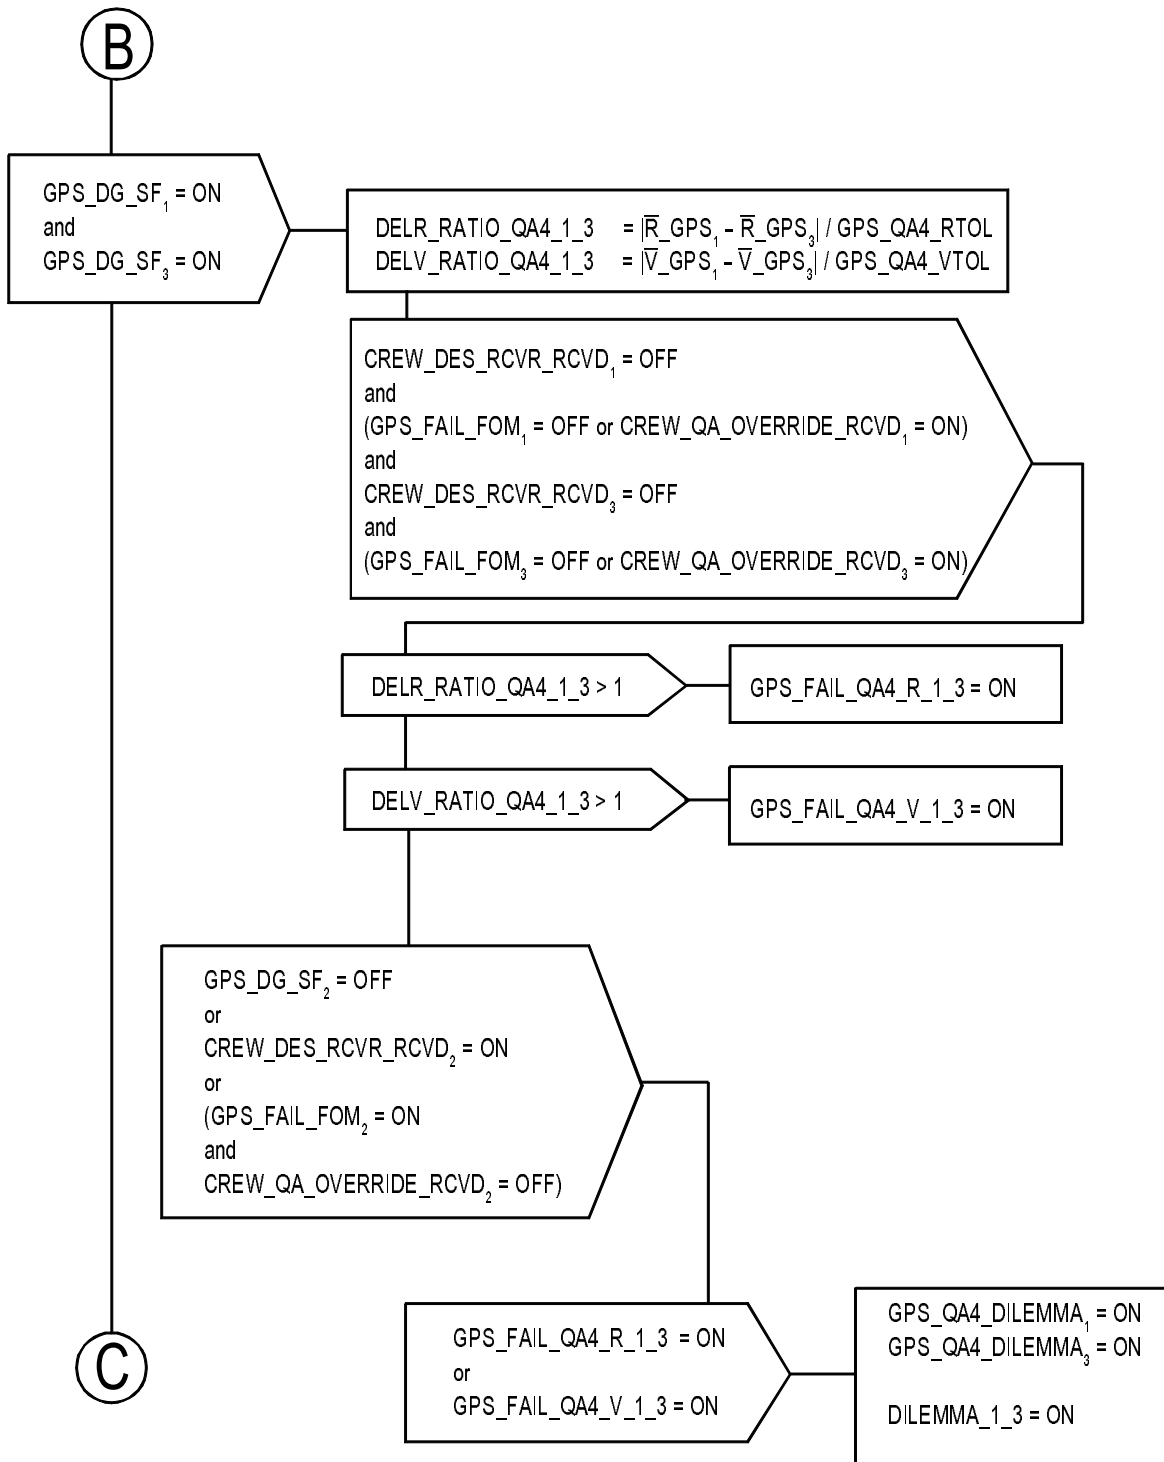 B
GPS_DG_SF₁ = ON
and
GPS_DG_SF₃ = ON
DELR_RATIO_QA4_1_3 = |R̅_GPS₁ – R̅_GPS₃| / GPS_QA4_RTOL
DELV_RATIO_QA4_1_3 = |V̅_GPS₁ – V̅_GPS₃| / GPS_QA4_VTOL
CREW_DES_RCVR_RCVD₁ = OFF
and
(GPS_FAIL_FOM₁ = OFF or CREW_QA_OVERRIDE_RCVD₁ = ON)
and
CREW_DES_RCVR_RCVD₃ = OFF
and
(GPS_FAIL_FOM₃ = OFF or CREW_QA_OVERRIDE_RCVD₃ = ON)
DELR_RATIO_QA4_1_3 > 1
GPS_FAIL_QA4_R_1_3 = ON
DELV_RATIO_QA4_1_3 > 1
GPS_FAIL_QA4_V_1_3 = ON
GPS_DG_SF₂ = OFF
or
CREW_DES_RCVR_RCVD₂ = ON
or
(GPS_FAIL_FOM₂ = ON
and
CREW_QA_OVERRIDE_RCVD₂ = OFF)
GPS_FAIL_QA4_R_1_3 = ON
or
GPS_FAIL_QA4_V_1_3 = ON
GPS_QA4_DILEMMA₁ = ON
GPS_QA4_DILEMMA₃ = ON
DILEMMA_1_3 = ON
C